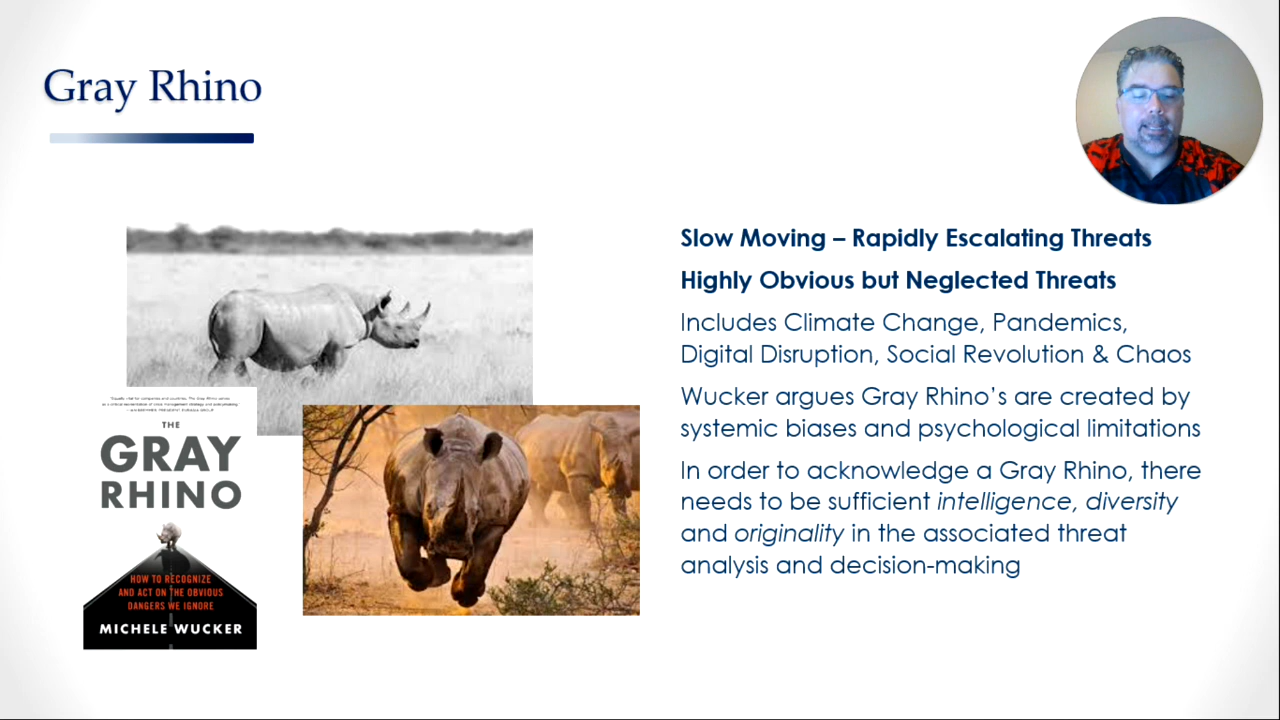 Gray Rhino
Slow Moving – Rapidly Escalating Threats
Highly Obvious but Neglected Threats
Includes Climate Change, Pandemics,
Digital Disruption, Social Revolution & Chaos
Wucker argues Gray Rhino’s are created by
systemic biases and psychological limitations
In order to acknowledge a Gray Rhino, there
needs to be sufficient intelligence, diversity
and originality in the associated threat
analysis and decision-making
THE
GRAY
RHINO
HOW TO RECOGNIZE
AND ACT ON THE OBVIOUS
DANGERS WE IGNORE
MICHELE WUCKER